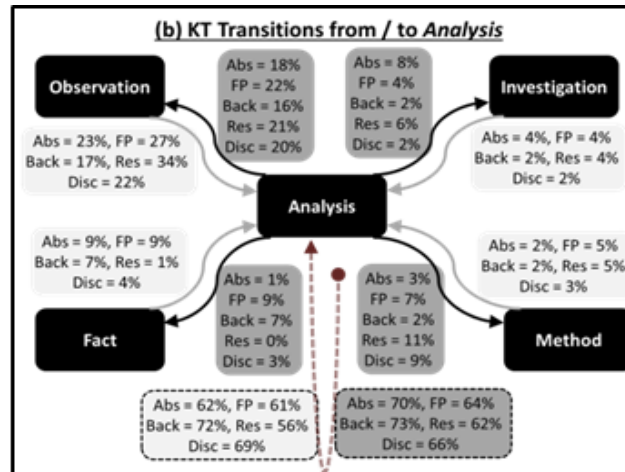 (b) KT Transitions from / to Analysis
Observation
Abs = 18%
FP = 22%
Back = 16%
Res = 21%
Disc = 20%
Abs = 8%
FP = 4%
Back = 2%
Res = 6%
Disc = 2%
Investigation
Abs = 23%, FP = 27%
Back = 17%, Res = 34%
Disc = 22%
Abs = 4%, FP = 4%
Back = 2%, Res = 4%
Disc = 2%
Analysis
Abs = 9%, FP = 9%
Back = 7%, Res = 1%
Disc = 4%
Abs = 1%
FP = 9%
Back = 7%
Res = 0%
Disc = 3%
Abs = 3%
FP = 7%
Back = 2%
Res = 11%
Disc = 9%
Abs = 2%, FP = 5%
Back = 2%, Res = 5%
Disc = 3%
Fact
Method
Abs = 62%, FP = 61%
Back = 72%, Res = 56%
Disc = 69%
Abs = 70%, FP = 64%
Back = 73%, Res = 62%
Disc = 66%